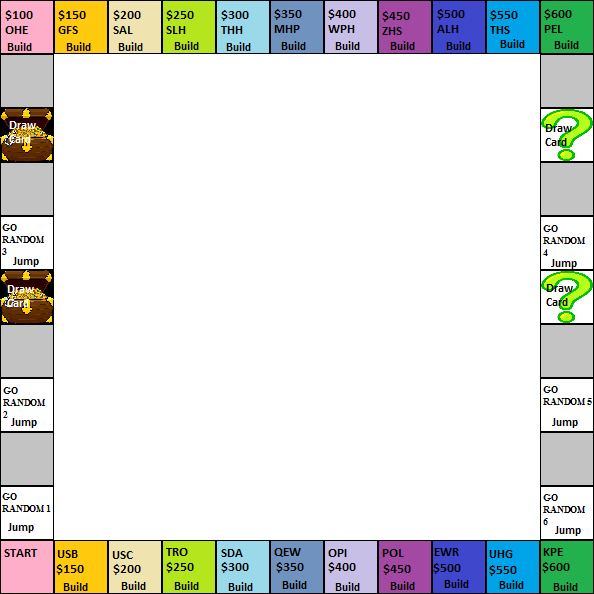 $100
OHE
Build
$150
GFS
Build
$200
SAL
Build
$250
SLH
Build
$300
THH
Build
$350
MHP
Build
$400
WPH
Build
$450
ZHS
Build
$500
ALH
Build
$550
THS
Build
$600
PEL
Build
Draw
Card
Draw
Card
GO
RANDOM
3
Jump
GO
RANDOM
4
Jump
Draw
Card
Draw
Card
GO
RANDOM
2
Jump
GO
RANDOM 5
Jump
GO
RANDOM 1
Jump
GO
RANDOM
6
Jump
START
USB
$150
Build
USC
$200
Build
TRO
$250
Build
SDA
$300
Build
QEW
$350
Build
OPI
$400
Build
POL
$450
Build
EWR
$500
Build
UHG
$550
Build
KPE
$600
Build